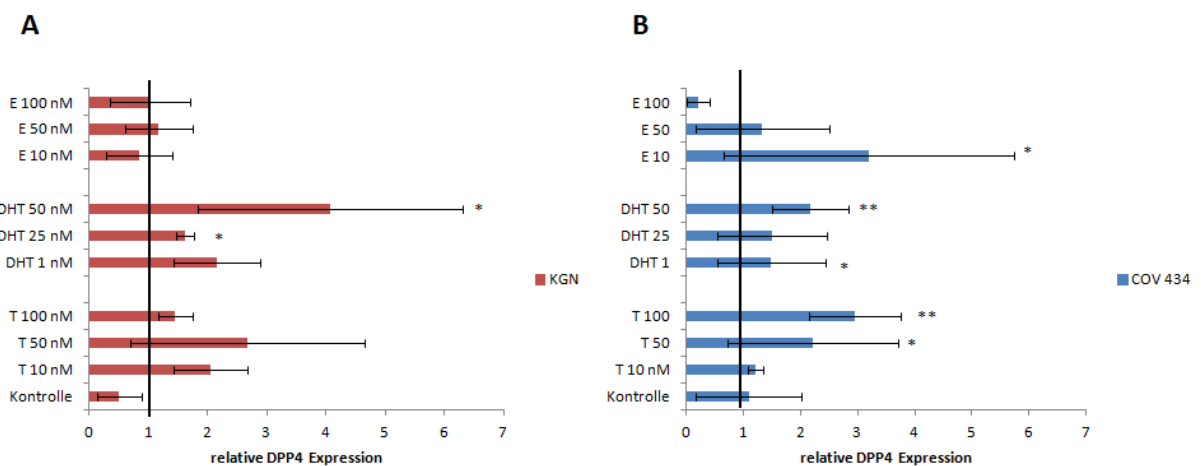 A
E 100 nM
E 50 nM
E 10 nM
DHT 50 nM
*
DHT 25 nM
*
DHT 1 nM
T 100 nM
T 50 nM
T 10 nM
Kontrolle
0 1 2 3 4 5 6 7
relative DPP4 Expression
KGN
B
E 100
E 50
E 10
*
DHT 50
**
DHT 25
DHT 1
*
T 100
**
T 50
*
T 10 nM
Kontrolle
0 1 2 3 4 5 6 7
relative DPP4 Expression
COV 434